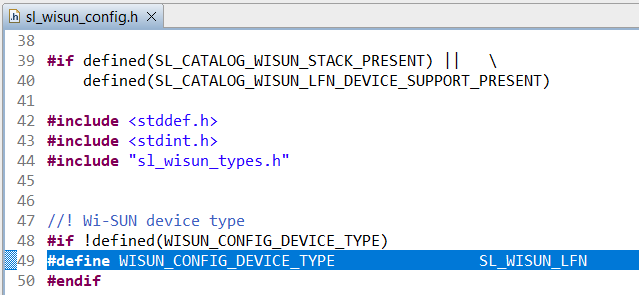 sl_wisun_config.h
38
39 #if defined(SL_CATALOG_WISUN_STACK_PRESENT) || \
40 defined(SL_CATALOG_WISUN_LFN_DEVICE_SUPPORT_PRESENT)
41
42 #include <stddef.h>
43 #include <stdint.h>
44 #include "sl_wisun_types.h"
45
46
47 //! Wi-SUN device type
48 #if !defined(WISUN_CONFIG_DEVICE_TYPE)
49 #define WISUN_CONFIG_DEVICE_TYPE SL_WISUN_LFN
50 #endif